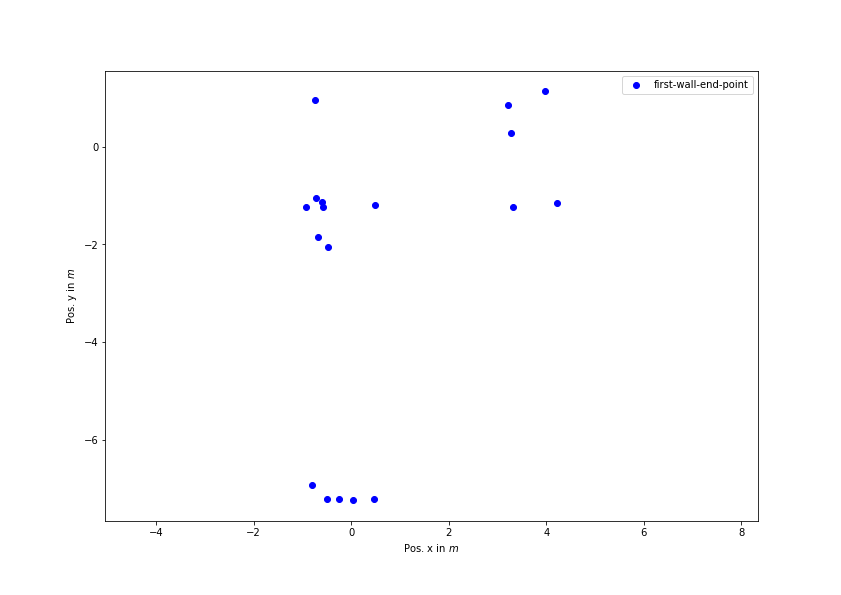 first-wall-end-point
0
−2
−4
−6
Pos. y in m
−4 −2 0 2 4 6 8
Pos. x in m